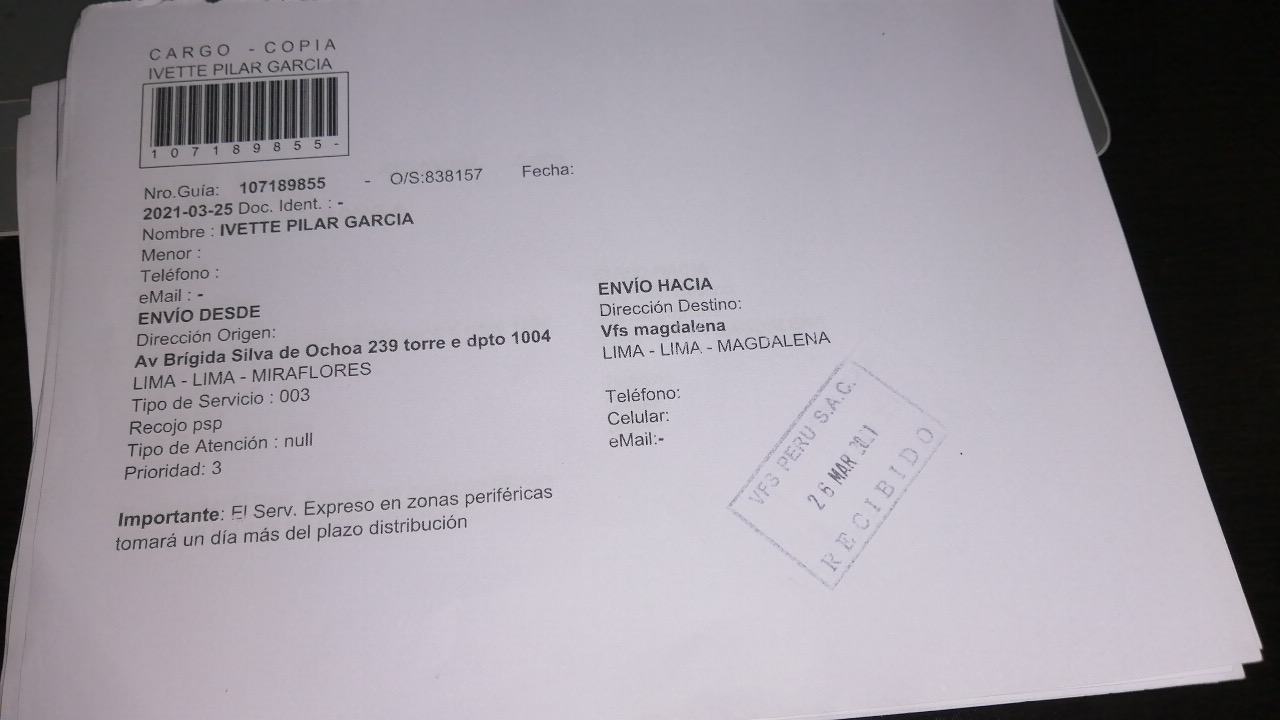 CARGO - COPIA
IVETTE PILAR GARCIA
107189855-
Nro.Guía: 107189855 - O/S:838157 Fecha:
2021-03-25 Doc. Ident. : -
Nombre : IVETTE PILAR GARCIA
Menor :
Teléfono :
eMail : -
ENVÍO DESDE
Dirección Origen:
Av Brígida Silva de Ochoa 239 torre e dpto 1004
LIMA - LIMA - MIRAFLORES
Tipo de Servicio : 003
Recojo psp
Tipo de Atención : null
Prioridad: 3
ENVÍO HACIA
Dirección Destino:
Vfs magdalena
LIMA - LIMA - MAGDALENA
Teléfono:
Celular:
eMail:-
Importante: El Serv. Expreso en zonas periféricas
tomará un día más del plazo distribución
VFS PERU S.A.C.
26 MAR 2021
RECIBIDO